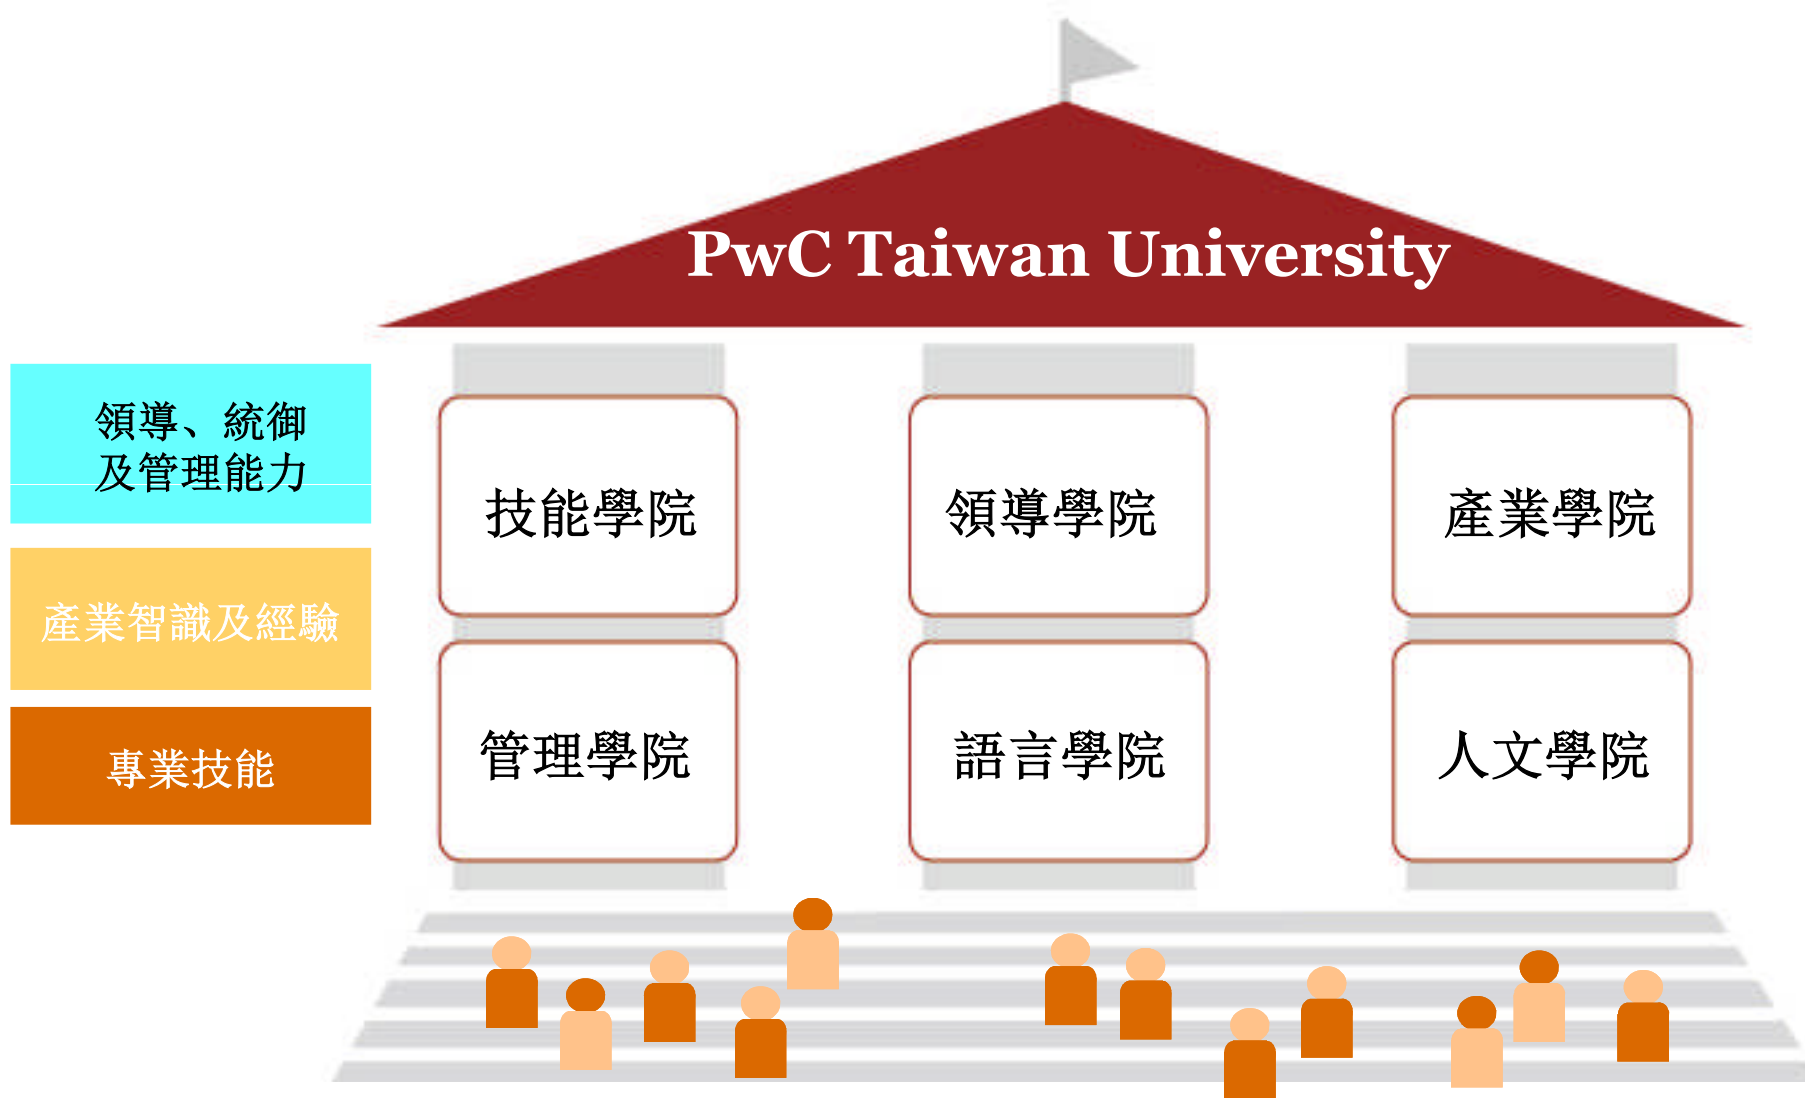 PwC Taiwan University
領導、統御
及管理能力
產業智識及經驗
專業技能
技能學院
領導學院
產業學院
管理學院
語言學院
人文學院